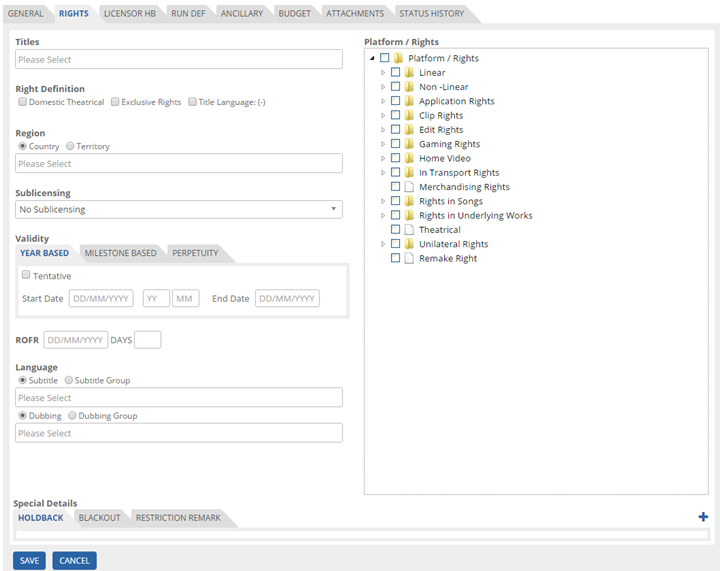 GENERAL RIGHTS LICENSOR HB RUN DEF ANCILLARY BUDGET ATTACHMENTS STATUS HISTORY
Titles
Please Select
Right Definition
Domestic Theatrical Exclusive Rights Title Language: (-)
Region
Country Territory
Please Select
Sublicensing
No Sublicensing
Validity
YEAR BASED MILESTONE BASED PERPETUITY
Tentative
Start Date DD/MM/YYYY YY MM End Date DD/MM/YYYY
ROFR DD/MM/YYYY DAYS
Language
Subtitle Subtitle Group
Please Select
Dubbing Dubbing Group
Please Select
Platform / Rights
Platform / Rights
Linear
Non -Linear
Application Rights
Clip Rights
Edit Rights
Gaming Rights
Home Video
In Transport Rights
Merchandising Rights
Rights in Songs
Rights in Underlying Works
Theatrical
Unilateral Rights
Remake Right
Special Details
HOLDBACK BLACKOUT RESTRICTION REMARK
SAVE CANCEL